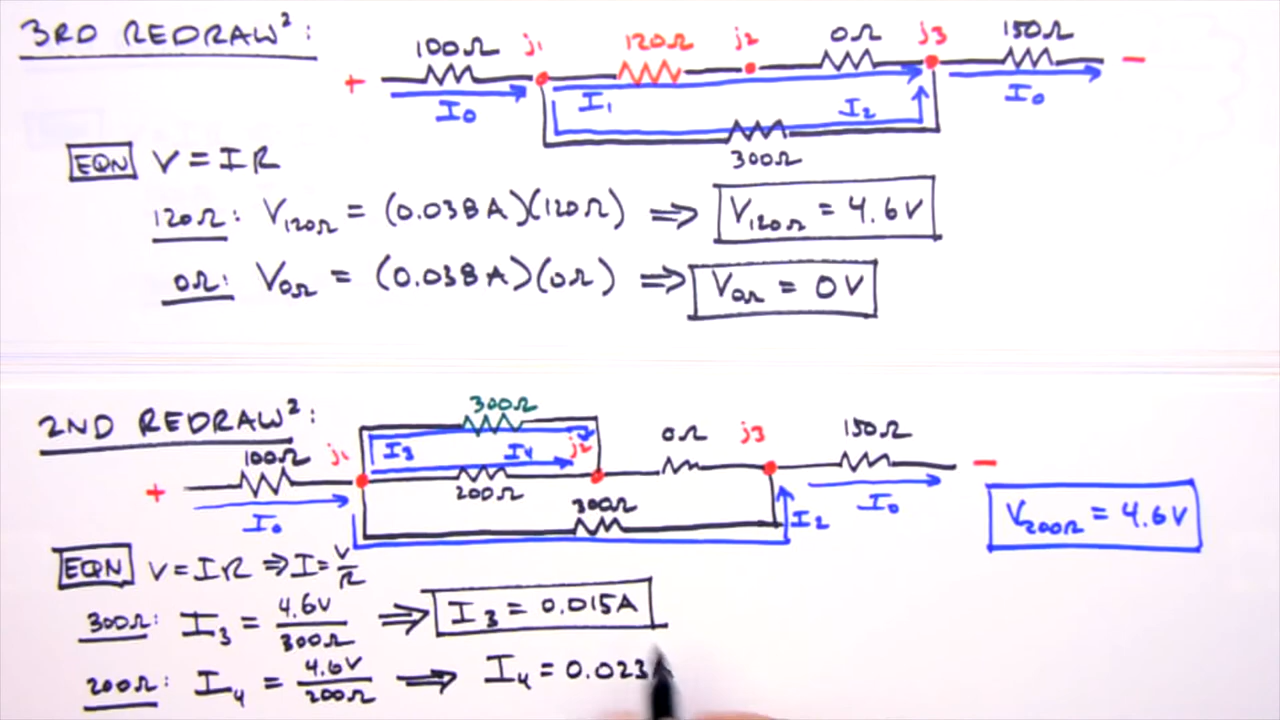 3RD REDRAW²:
100Ω j₁ 120Ω j₂ 0Ω j₃ 150Ω
+ −
I₀ I₁ I₂ I₀
300Ω
EQN V = IR
120Ω: V₁₂₀Ω = (0.038A)(120Ω) ⇒ V₁₂₀Ω = 4.6V
0Ω: V₀Ω = (0.038A)(0Ω) ⇒ V₀Ω = 0V
2ND REDRAW²:
300Ω
100Ω j₁ I₃ I₄ j₂ 0Ω j₃ 150Ω
+ −
200Ω
I₀ 300Ω I₂ I₀
V₂₀₀Ω = 4.6V
EQN V = IR ⇒ I = V/R
300Ω: I₃ = 4.6V/300Ω ⇒ I₃ = 0.015A
200Ω: I₄ = 4.6V/200Ω ⇒ I₄ = 0.023